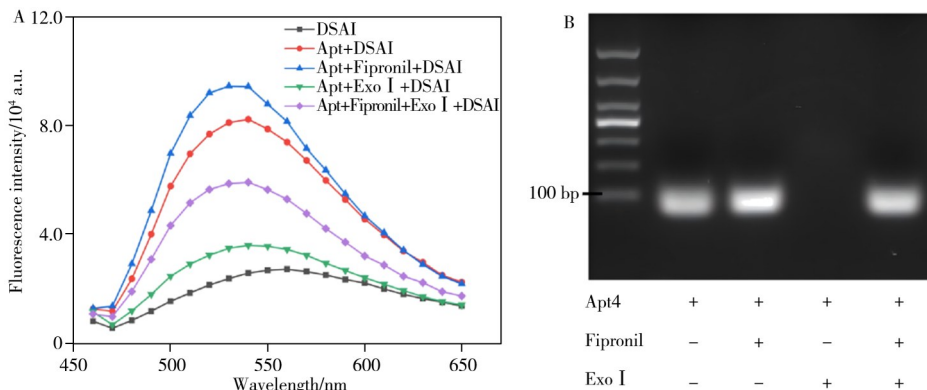 A
12.0
8.0
4.0
0
Fluorescence intensity/10⁴ a.u.
450
500
550
600
650
Wavelength/nm
DSAI
Apt+DSAI
Apt+Fipronil+DSAI
Apt+Exo Ⅰ+DSAI
Apt+Fipronil+Exo Ⅰ+DSAI
B
100 bp
Apt4 + + + +
Fipronil − + − +
Exo Ⅰ − − + +